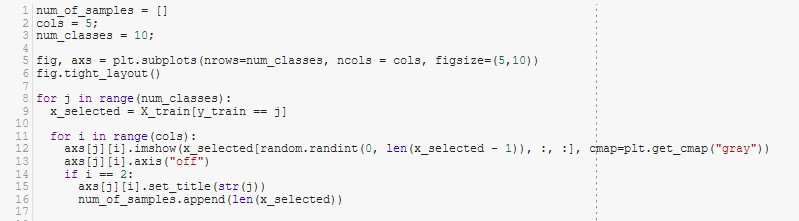 1 num_of_samples = []
2 cols = 5;
3 num_classes = 10;
4
5 fig, axs = plt.subplots(nrows=num_classes, ncols = cols, figsize=(5,10))
6 fig.tight_layout()
7
8 for j in range(num_classes):
9   x_selected = X_train[y_train == j]
10
11   for i in range(cols):
12     axs[j][i].imshow(x_selected[random.randint(0, len(x_selected - 1)), :, :], cmap=plt.get_cmap("gray"))
13     axs[j][i].axis("off")
14     if i == 2:
15       axs[j][i].set_title(str(j))
16       num_of_samples.append(len(x_selected))
17